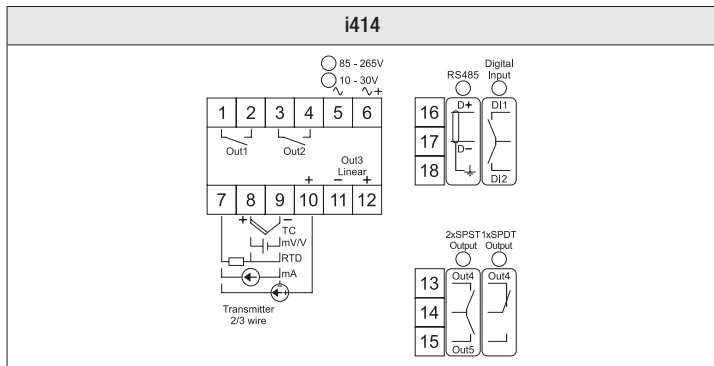 i414
85 - 265V
10 - 30V
∿ ∿+
1 2 3 4 5 6
Out1 Out2
Out3
Linear
+ − +
7 8 9 10 11 12
+ −
TC
mV/V
RTD
mA
+
Transmitter
2/3 wire
RS485
Digital
Input
16
17
18
D+
D−
DI1
DI2
2xSPST
Output
1xSPDT
Output
13
14
15
Out4
Out5
Out4